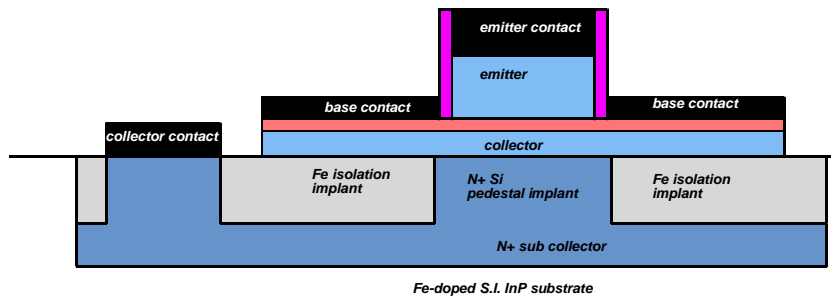 emitter contact
emitter
base contact
base contact
collector contact
collector
Fe isolation
implant
N+ Si
pedestal implant
Fe isolation
implant
N+ sub collector
Fe-doped S.I. InP substrate